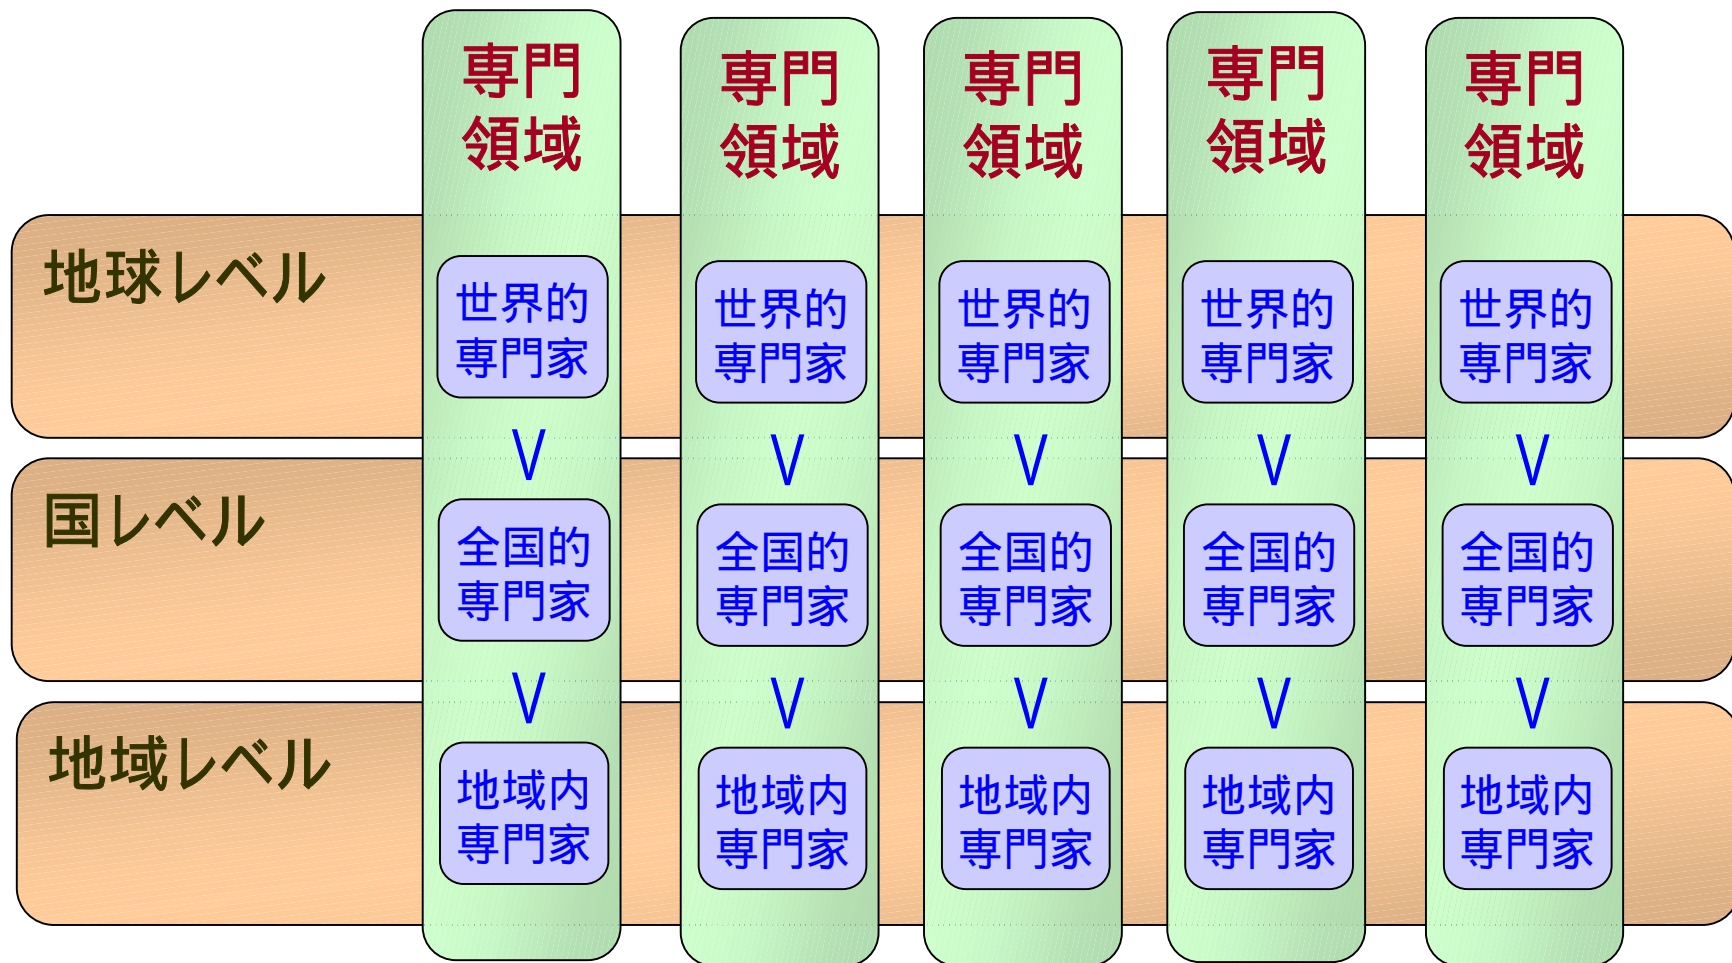 専門
領域
専門
領域
専門
領域
専門
領域
専門
領域
地球レベル
世界的
専門家
世界的
専門家
世界的
専門家
世界的
専門家
世界的
専門家
V
V
V
V
V
国レベル
全国的
専門家
全国的
専門家
全国的
専門家
全国的
専門家
全国的
専門家
V
V
V
V
V
地域レベル
地域内
専門家
地域内
専門家
地域内
専門家
地域内
専門家
地域内
専門家